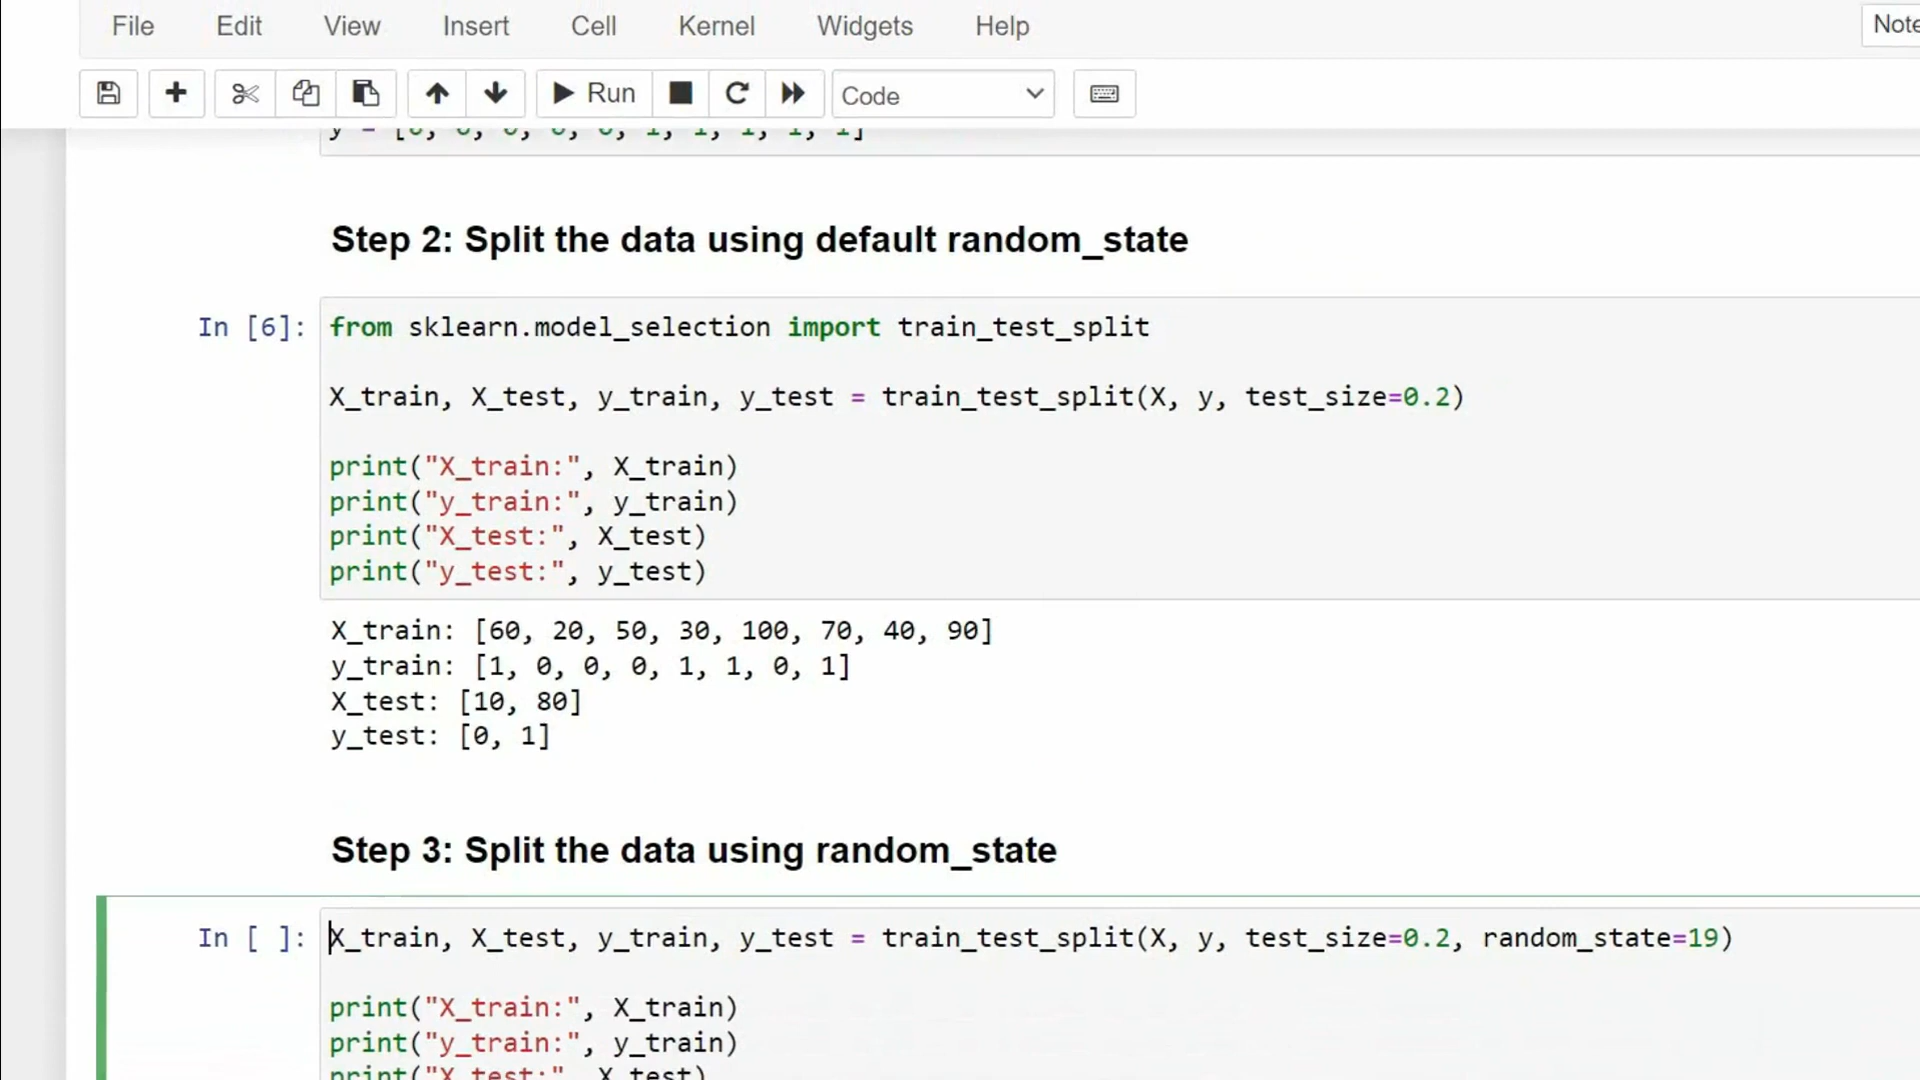 File Edit View Insert Cell Kernel Widgets Help
Run Code
Step 2: Split the data using default random_state
In [6]: from sklearn.model_selection import train_test_split
X_train, X_test, y_train, y_test = train_test_split(X, y, test_size=0.2)
print("X_train:", X_train)
print("y_train:", y_train)
print("X_test:", X_test)
print("y_test:", y_test)
X_train: [60, 20, 50, 30, 100, 70, 40, 90]
y_train: [1, 0, 0, 0, 1, 1, 0, 1]
X_test: [10, 80]
y_test: [0, 1]
Step 3: Split the data using random_state
In [ ]: X_train, X_test, y_train, y_test = train_test_split(X, y, test_size=0.2, random_state=19)
print("X_train:", X_train)
print("y_train:", y_train)
print("X_test:", X_test)